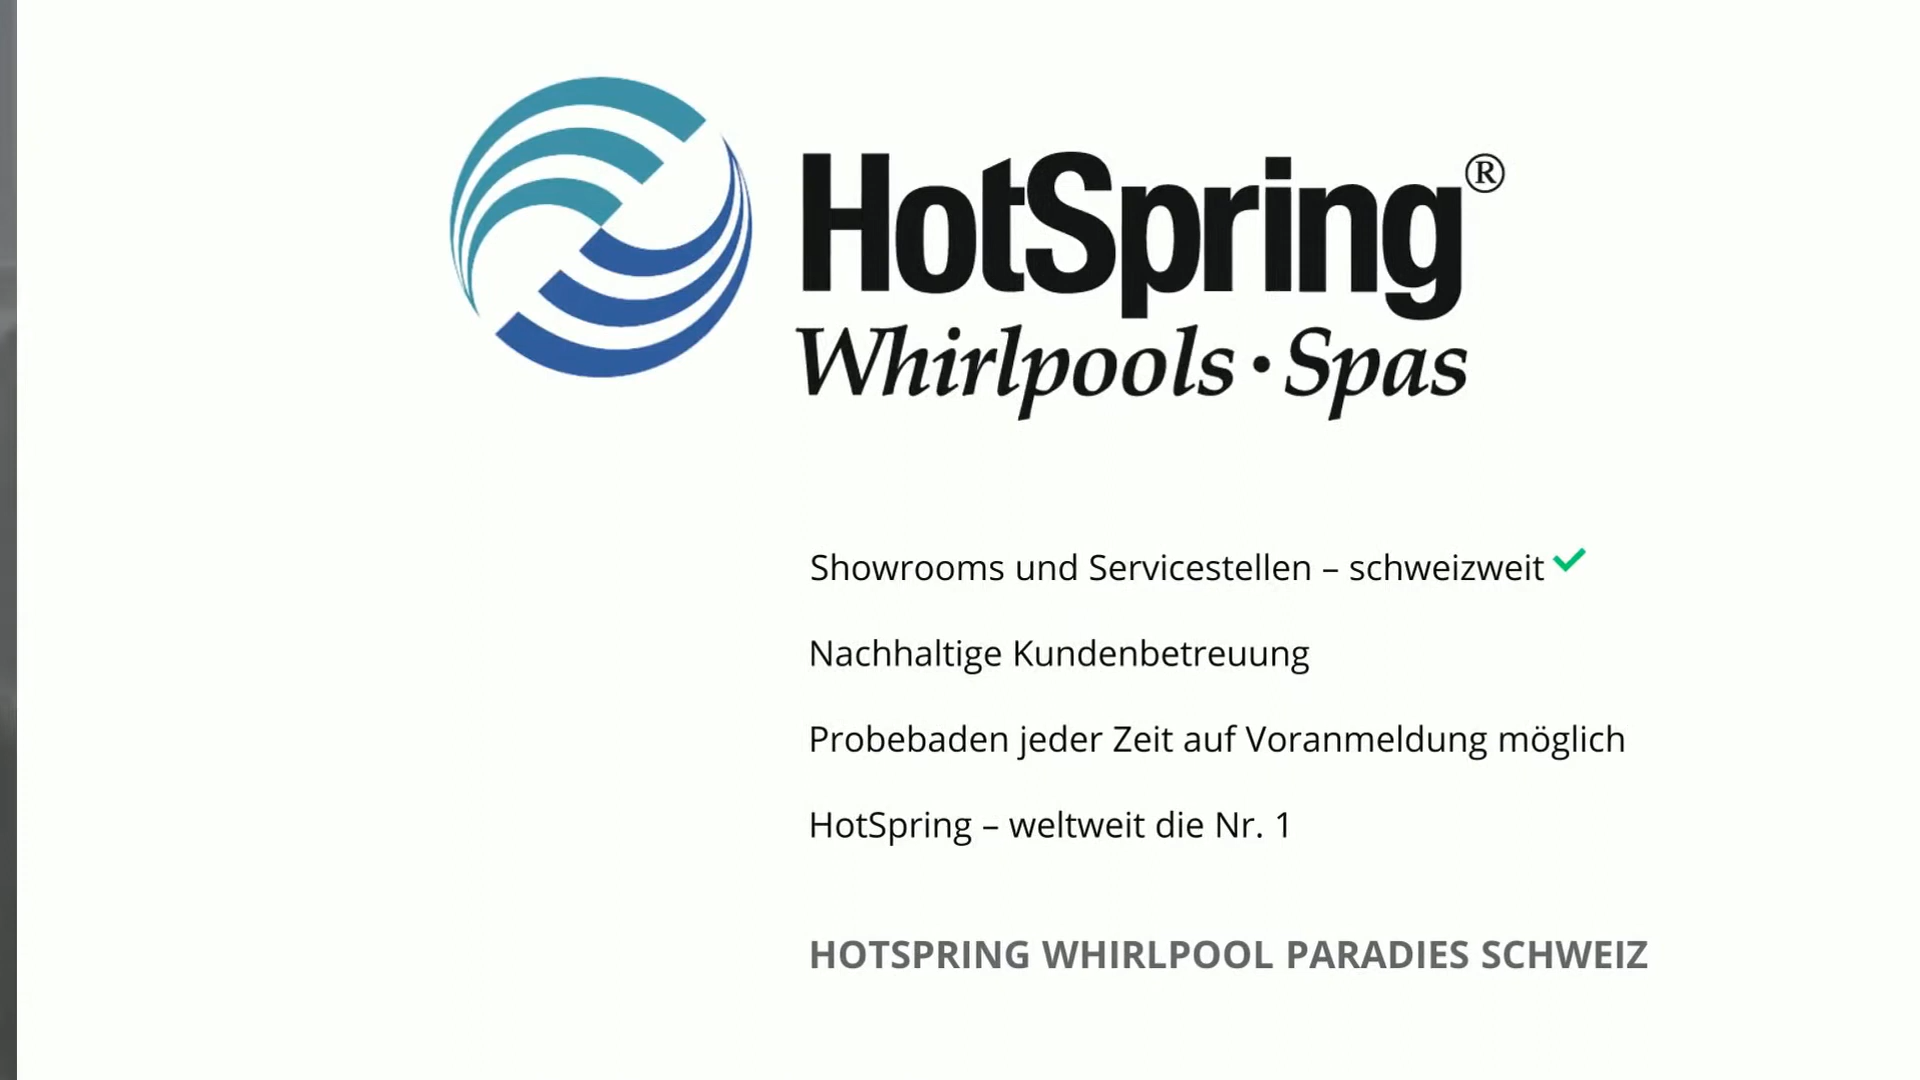 HotSpring®
Whirlpools · Spas
Showrooms und Servicestellen – schweizweit
Nachhaltige Kundenbetreuung
Probebaden jeder Zeit auf Voranmeldung möglich
HotSpring – weltweit die Nr. 1
HOTSPRING WHIRLPOOL PARADIES SCHWEIZ